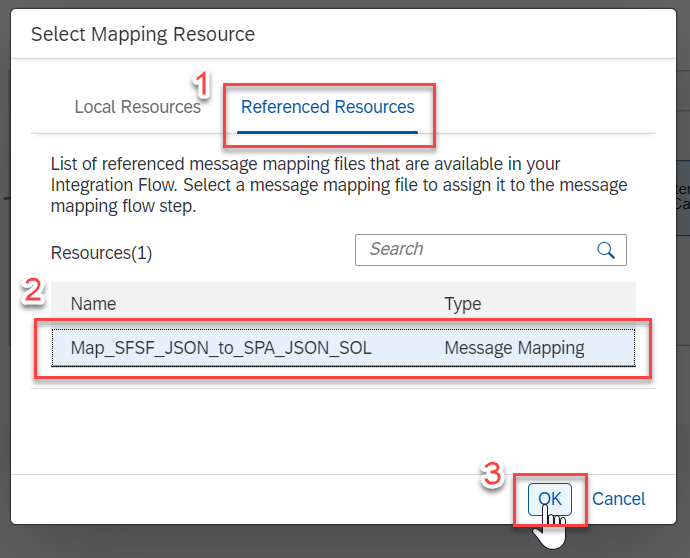 Select Mapping Resource
1
Local Resources Referenced Resources
List of referenced message mapping files that are available in your
Integration Flow. Select a message mapping file to assign it to the message
mapping flow step.
Resources(1) Search
2
Name Type
Map_SFSF_JSON_to_SPA_JSON_SOL Message Mapping
3
OK Cancel